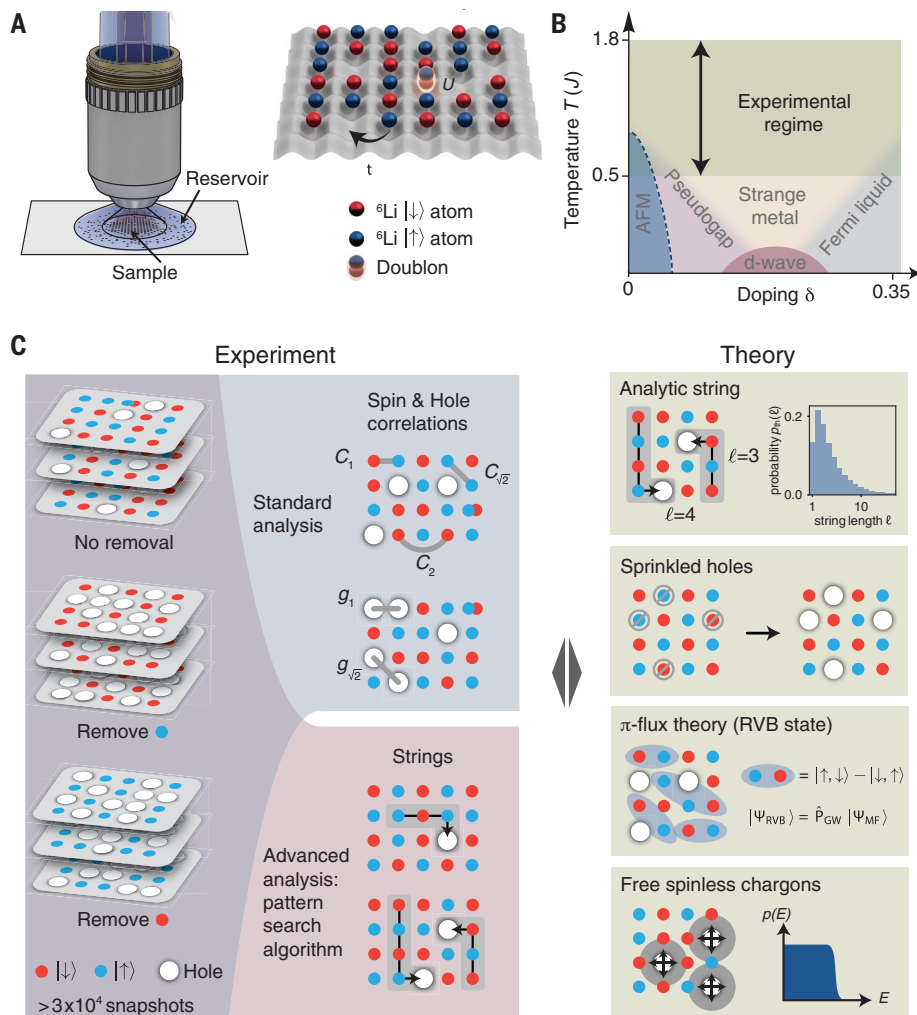 A
Reservoir
Sample
U
t
⁶Li |↓⟩ atom
⁶Li |↑⟩ atom
Doublon
B
Temperature T (J)
1.8
0.5
0
Experimental
regime
AFM
Pseudogap
Strange
metal
Fermi liquid
d-wave
0
Doping δ
0.35
C
Experiment
Theory
No removal
Remove
Remove
|↓⟩ |↑⟩ Hole
>3x10⁴ snapshots
Spin & Hole
correlations
Standard
analysis
C₁
C√2
C₂
g₁
g√2
Strings
Advanced
analysis:
pattern
search
algorithm
Analytic string
ℓ=3
ℓ=4
probability pₜₕ(ℓ)
0.2
0.0
1 10
string length ℓ
Sprinkled holes
π-flux theory (RVB state)
= |↑,↓⟩ − |↓,↑⟩
|Ψ_RVB⟩ = P̂_GW |Ψ_MF⟩
Free spinless chargons
p(E)
E